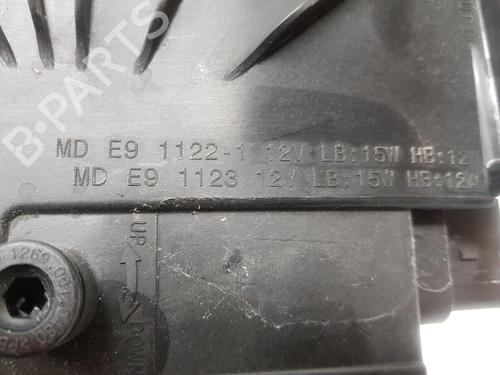 MD E9 1122-1 12V LB:15W HB:12W
MD E9 1123 12V LB:15W HB:12W
UP
DOWN
B-PARTS